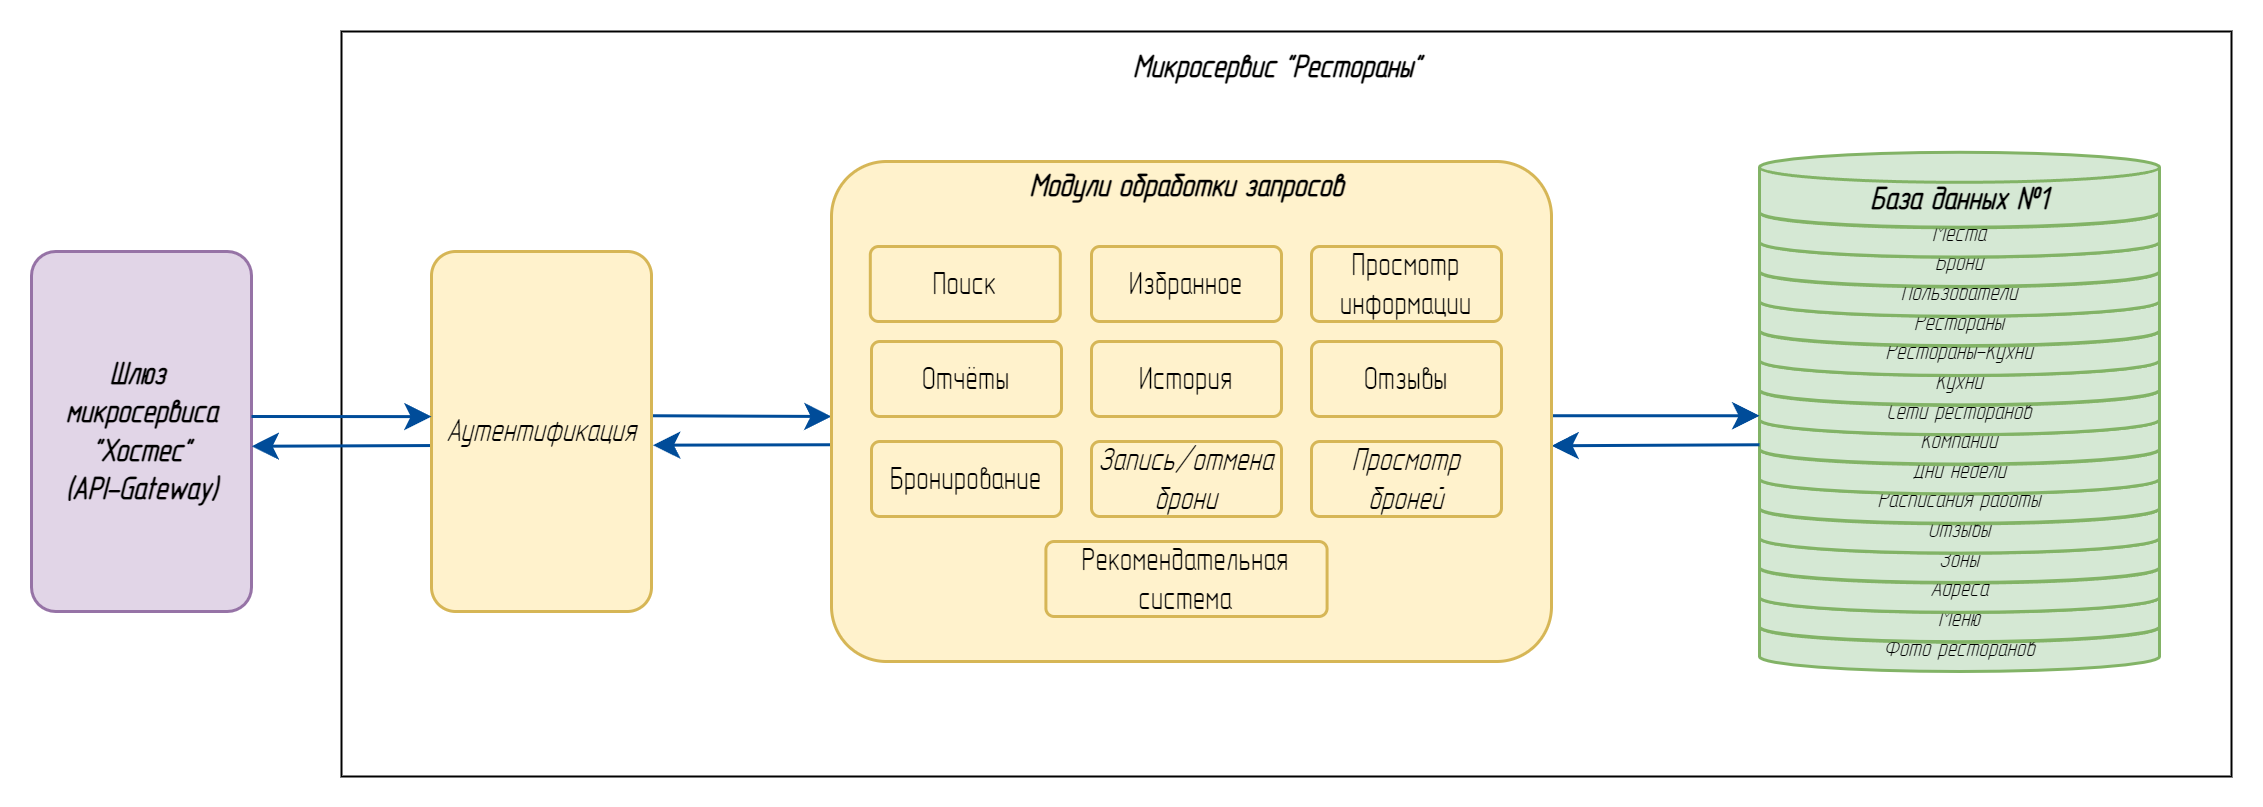 Микросервис "Рестораны"
Шлюз
микросервиса
"Хостес"
(API-Gateway)
Аутентификация
Модули обработки запросов
Поиск
Избранное
Просмотр
информации
Отчёты
История
Отзывы
Бронирование
Запись/отмена
брони
Просмотр
броней
Рекомендательная
система
База данных №1
Места
Брони
Пользователи
Рестораны
Рестораны-Кухни
Кухни
Сети ресторанов
Компании
Дни недели
Расписания работы
Отзывы
Зоны
Адреса
Меню
Фото ресторанов